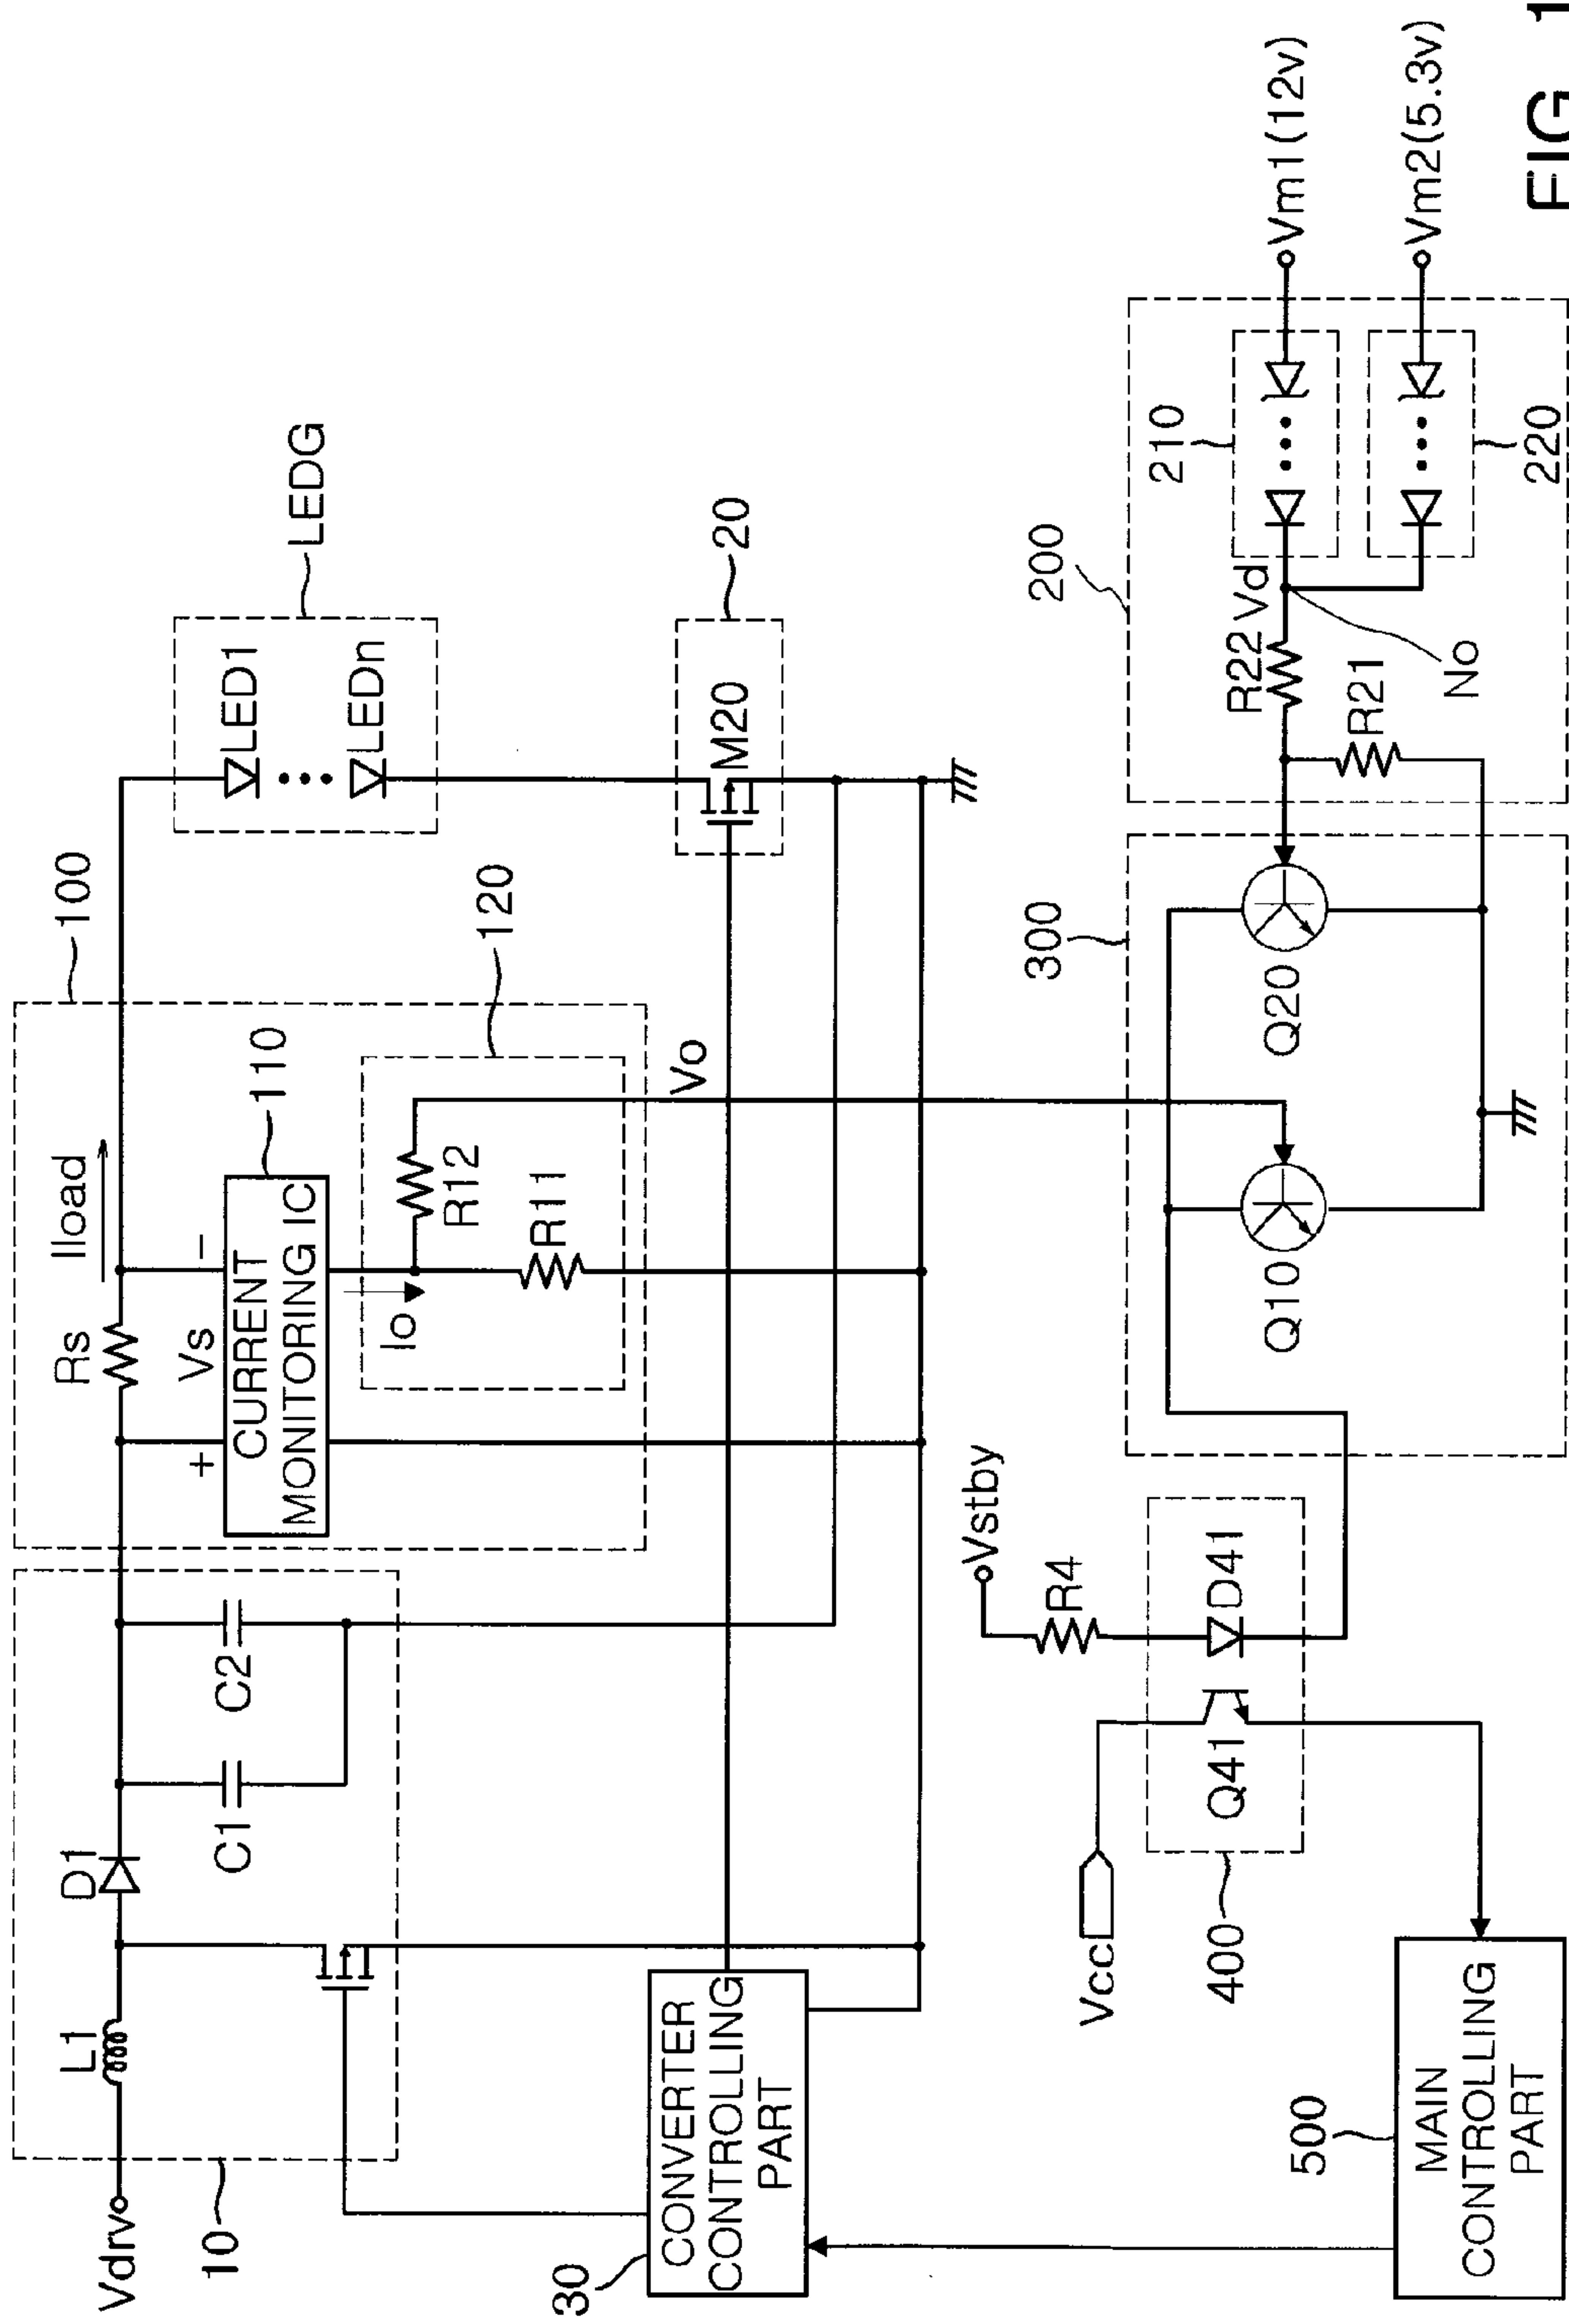 Vdrv
10
L1
D1
C1
C2
100
Rs
Iload
+
Vs
−
CURRENT
MONITORING IC
110
Io
R12
R11
120
Vo
LEDG
LED1
LEDn
20
M20
30
CONVERTER
CONTROLLING
PART
Vstby
R4
Vcc
400
Q41
D41
300
Q10
Q20
200
R22
Vd
R21
No
210
220
Vm1(12v)
Vm2(5.3v)
500
MAIN
CONTROLLING
PART
FIG. 1